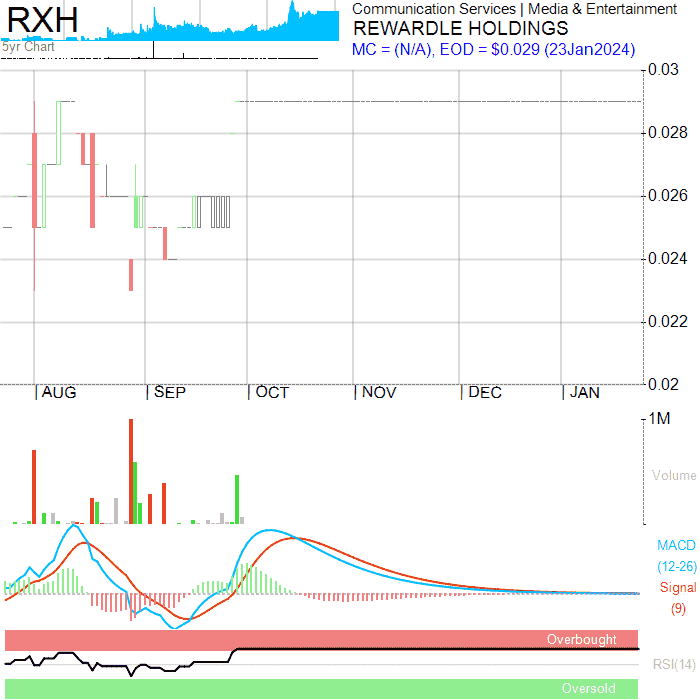 RXH
5yr Chart
Communication Services | Media & Entertainment
REWARDLE HOLDINGS
MC = (N/A), EOD = $0.029 (23Jan2024)
0.03
0.028
0.026
0.024
0.022
0.02
| AUG | SEP | OCT | NOV | DEC | JAN
1M
Volume
MACD
(12-26)
Signal
(9)
Overbought
RSI(14)
Oversold